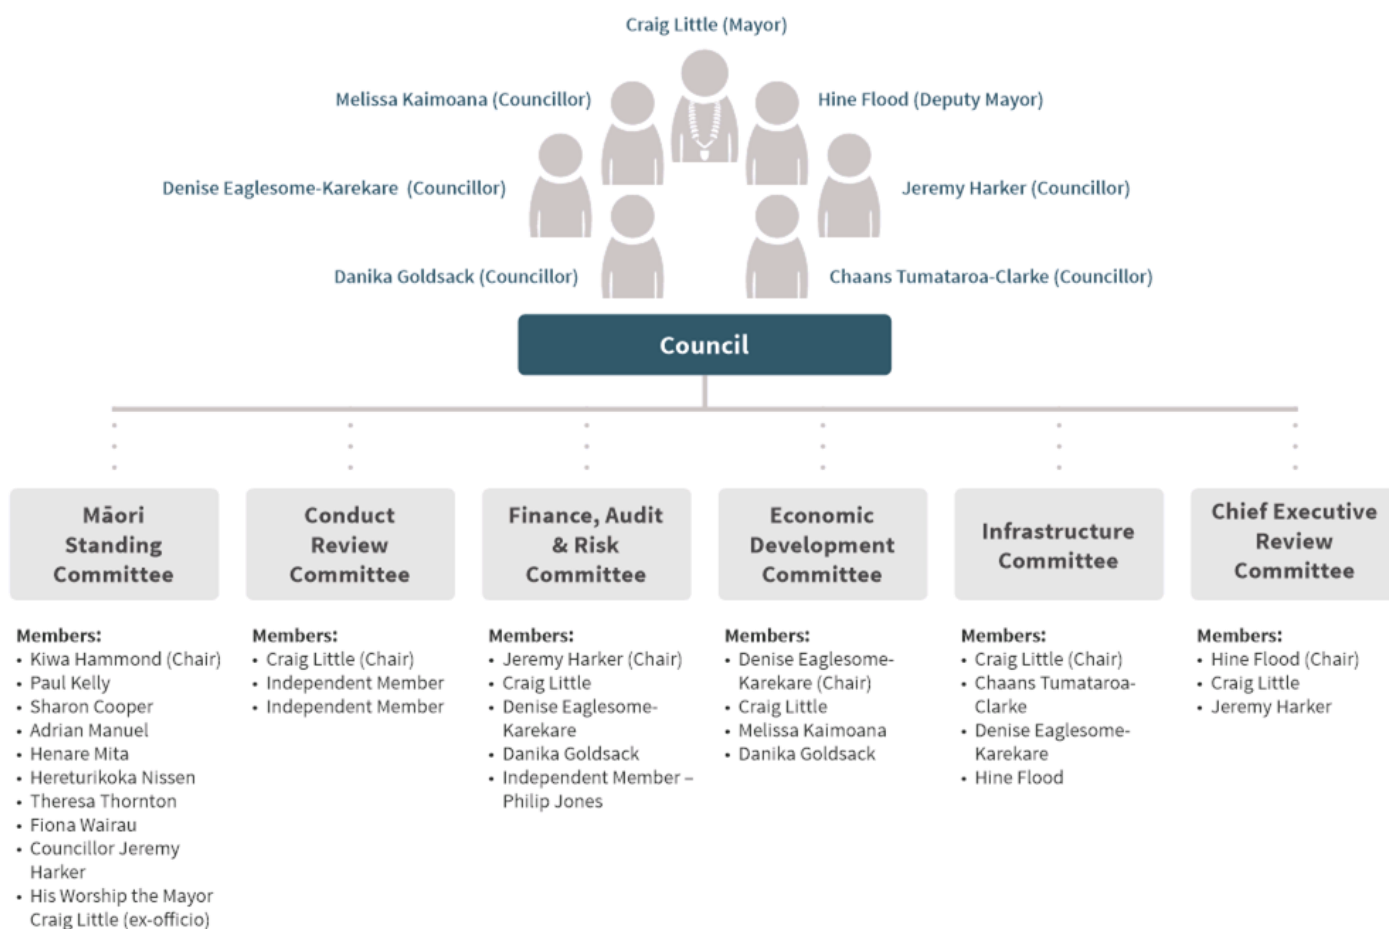 Craig Little (Mayor)
Melissa Kaimoana (Councillor)
Hine Flood (Deputy Mayor)
Denise Eaglesome-Karekare (Councillor)
Jeremy Harker (Councillor)
Danika Goldsack (Councillor)
Chaans Tumataroa-Clarke (Councillor)
Council
Māori
Standing
Committee
Members:
• Kiwa Hammond (Chair)
• Paul Kelly
• Sharon Cooper
• Adrian Manuel
• Henare Mita
• Hereturikoka Nissen
• Theresa Thornton
• Fiona Wairau
• Councillor Jeremy
Harker
• His Worship the Mayor
Craig Little (ex-officio)
Conduct
Review
Committee
Members:
• Craig Little (Chair)
• Independent Member
• Independent Member
Finance, Audit
& Risk
Committee
Members:
• Jeremy Harker (Chair)
• Craig Little
• Denise Eaglesome-
Karekare
• Danika Goldsack
• Independent Member –
Philip Jones
Economic
Development
Committee
Members:
• Denise Eaglesome-
Karekare (Chair)
• Craig Little
• Melissa Kaimoana
• Danika Goldsack
Infrastructure
Committee
Members:
• Craig Little (Chair)
• Chaans Tumataroa-
Clarke
• Denise Eaglesome-
Karekare
• Hine Flood
Chief Executive
Review
Committee
Members:
• Hine Flood (Chair)
• Craig Little
• Jeremy Harker